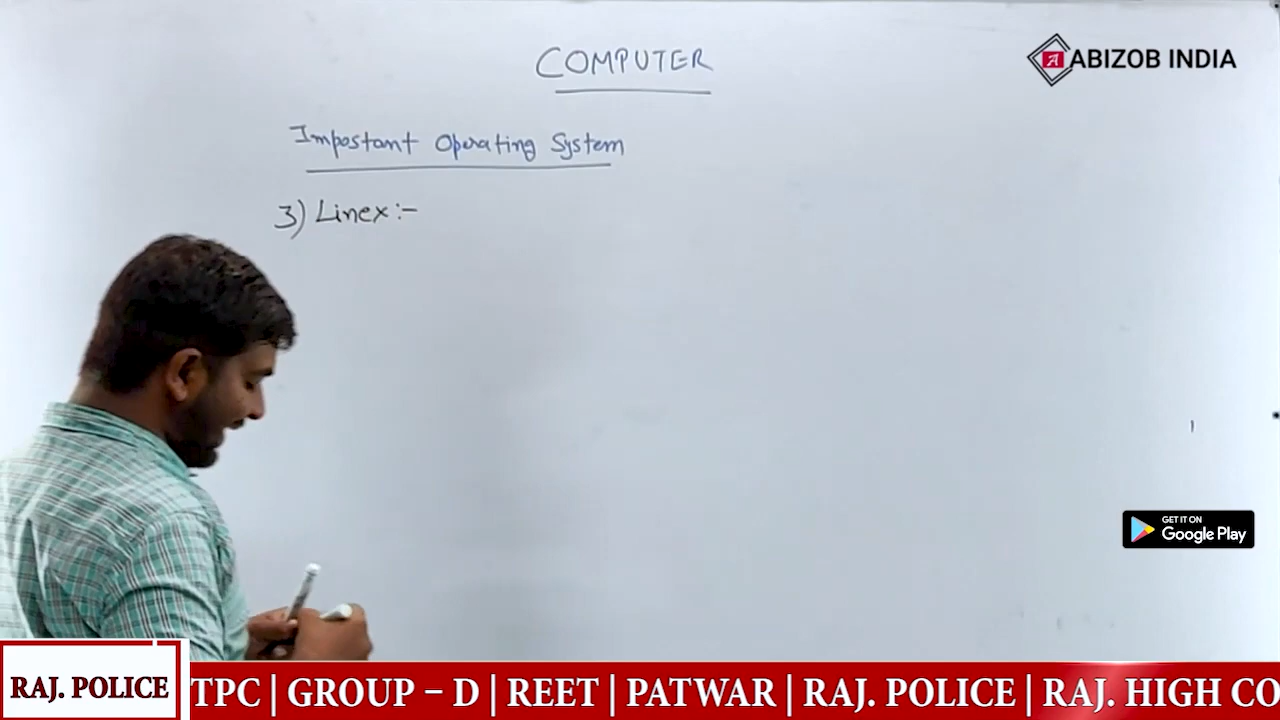 COMPUTER
ABIZOB INDIA
Impostant Operating System
3) Linex :-
GET IT ON
Google Play
RAJ. POLICE
TPC | GROUP – D | REET | PATWAR | RAJ. POLICE | RAJ. HIGH CO